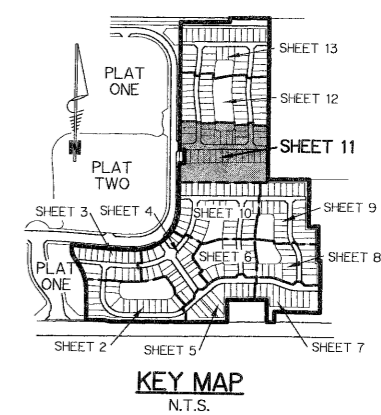 SHEET 13
PLAT
ONE
SHEET 12
SHEET 11
N
PLAT
TWO
SHEET 3
SHEET 4
SHEET 10
SHEET 9
PLAT
ONE
SHEET 6
SHEET 8
SHEET 2
SHEET 5
SHEET 7
KEY MAP
N.T.S.